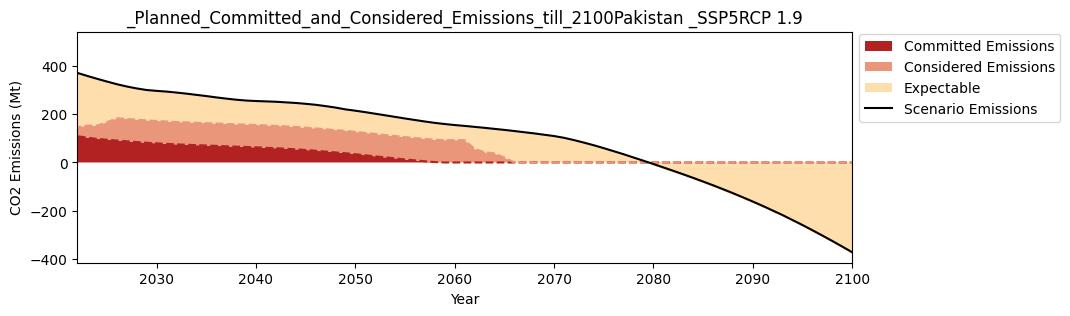 _Planned_Committed_and_Considered_Emissions_till_2100Pakistan _SSP5RCP 1.9
CO2 Emissions (Mt)
400
200
0
−200
−400
2030 2040 2050 2060 2070 2080 2090 2100
Year
Committed Emissions
Considered Emissions
Expectable
Scenario Emissions